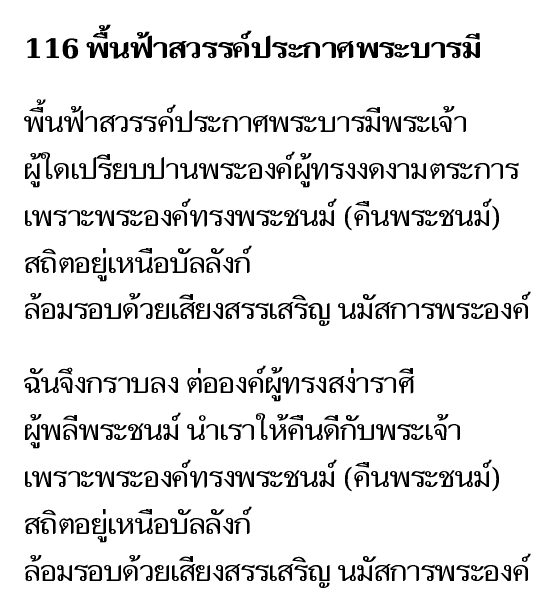 116 พื้นฟ้าสวรรค์ประกาศพระบารมี
พื้นฟ้าสวรรค์ประกาศพระบารมีพระเจ้า
ผู้ใดเปรียบปานพระองค์ผู้ทรงงดงามตระการ
เพราะพระองค์ทรงพระชนม์ (คืนพระชนม์)
สถิตอยู่เหนือบัลลังก์
ล้อมรอบด้วยเสียงสรรเสริญ นมัสการพระองค์
ฉันจึงกราบลง ต่อองค์ผู้ทรงสง่าราศี
ผู้พลีพระชนม์ นำเราให้คืนดีกับพระเจ้า
เพราะพระองค์ทรงพระชนม์ (คืนพระชนม์)
สถิตอยู่เหนือบัลลังก์
ล้อมรอบด้วยเสียงสรรเสริญ นมัสการพระองค์